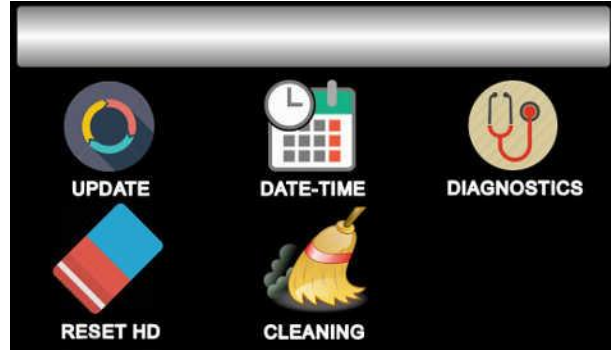 UPDATE
DATE-TIME
DIAGNOSTICS
RESET HD
CLEANING